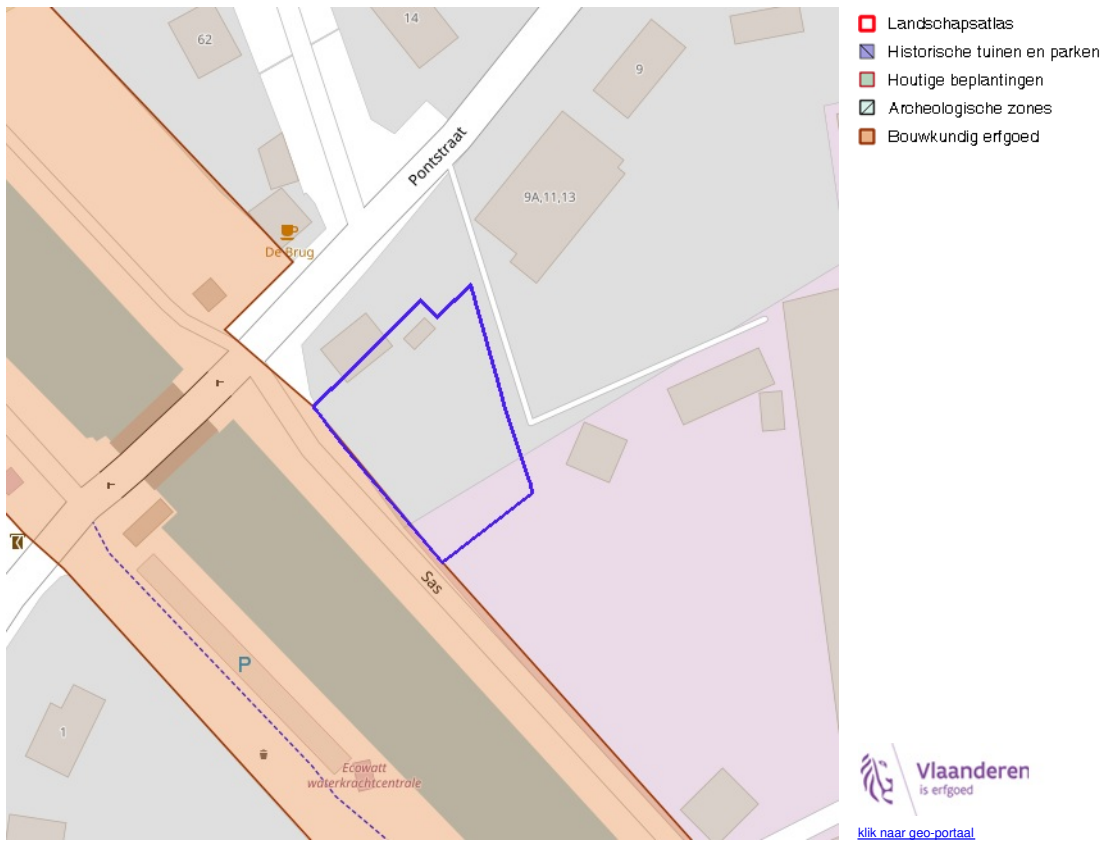 62
14
9
Pontstraat
9A,11,13
De Brug
Sas
P
1
Ecowatt
waterkrachtcentrale
Landschapsatlas
Historische tuinen en parken
Houtige beplantingen
Archeologische zones
Bouwkundig erfgoed
Vlaanderen
is erfgoed
klik naar geo-portaal